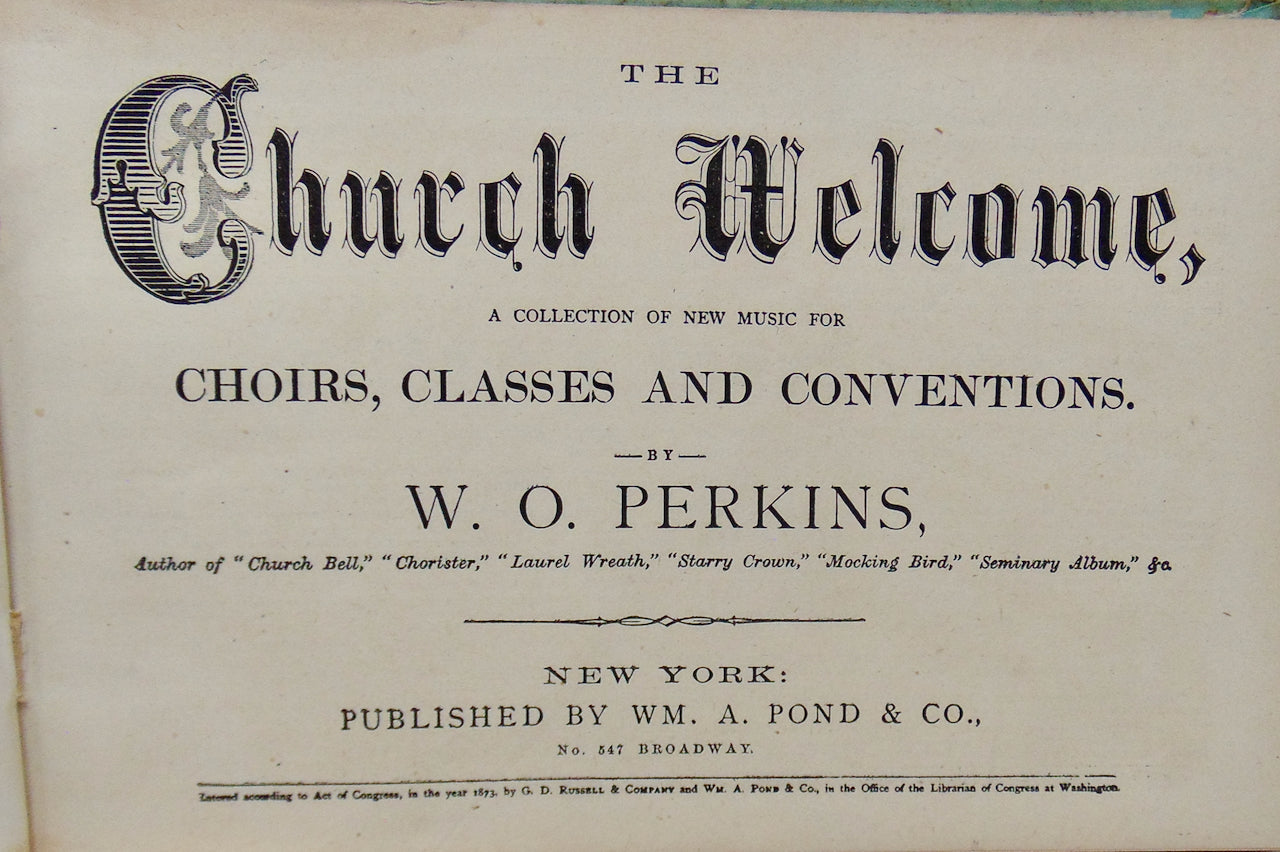 THE
Church Welcome,
A COLLECTION OF NEW MUSIC FOR
CHOIRS, CLASSES AND CONVENTIONS.
—BY—
W. O. PERKINS,
Author of "Church Bell," "Chorister," "Laurel Wreath," "Starry Crown," "Mocking Bird," "Seminary Album," &c.
NEW YORK:
PUBLISHED BY WM. A. POND & CO.,
No. 547 BROADWAY.
Entered according to Act of Congress, in the year 1873, by G. D. RUSSELL & COMPANY and WM. A. POND & Co., in the Office of the Librarian of Congress at Washington.